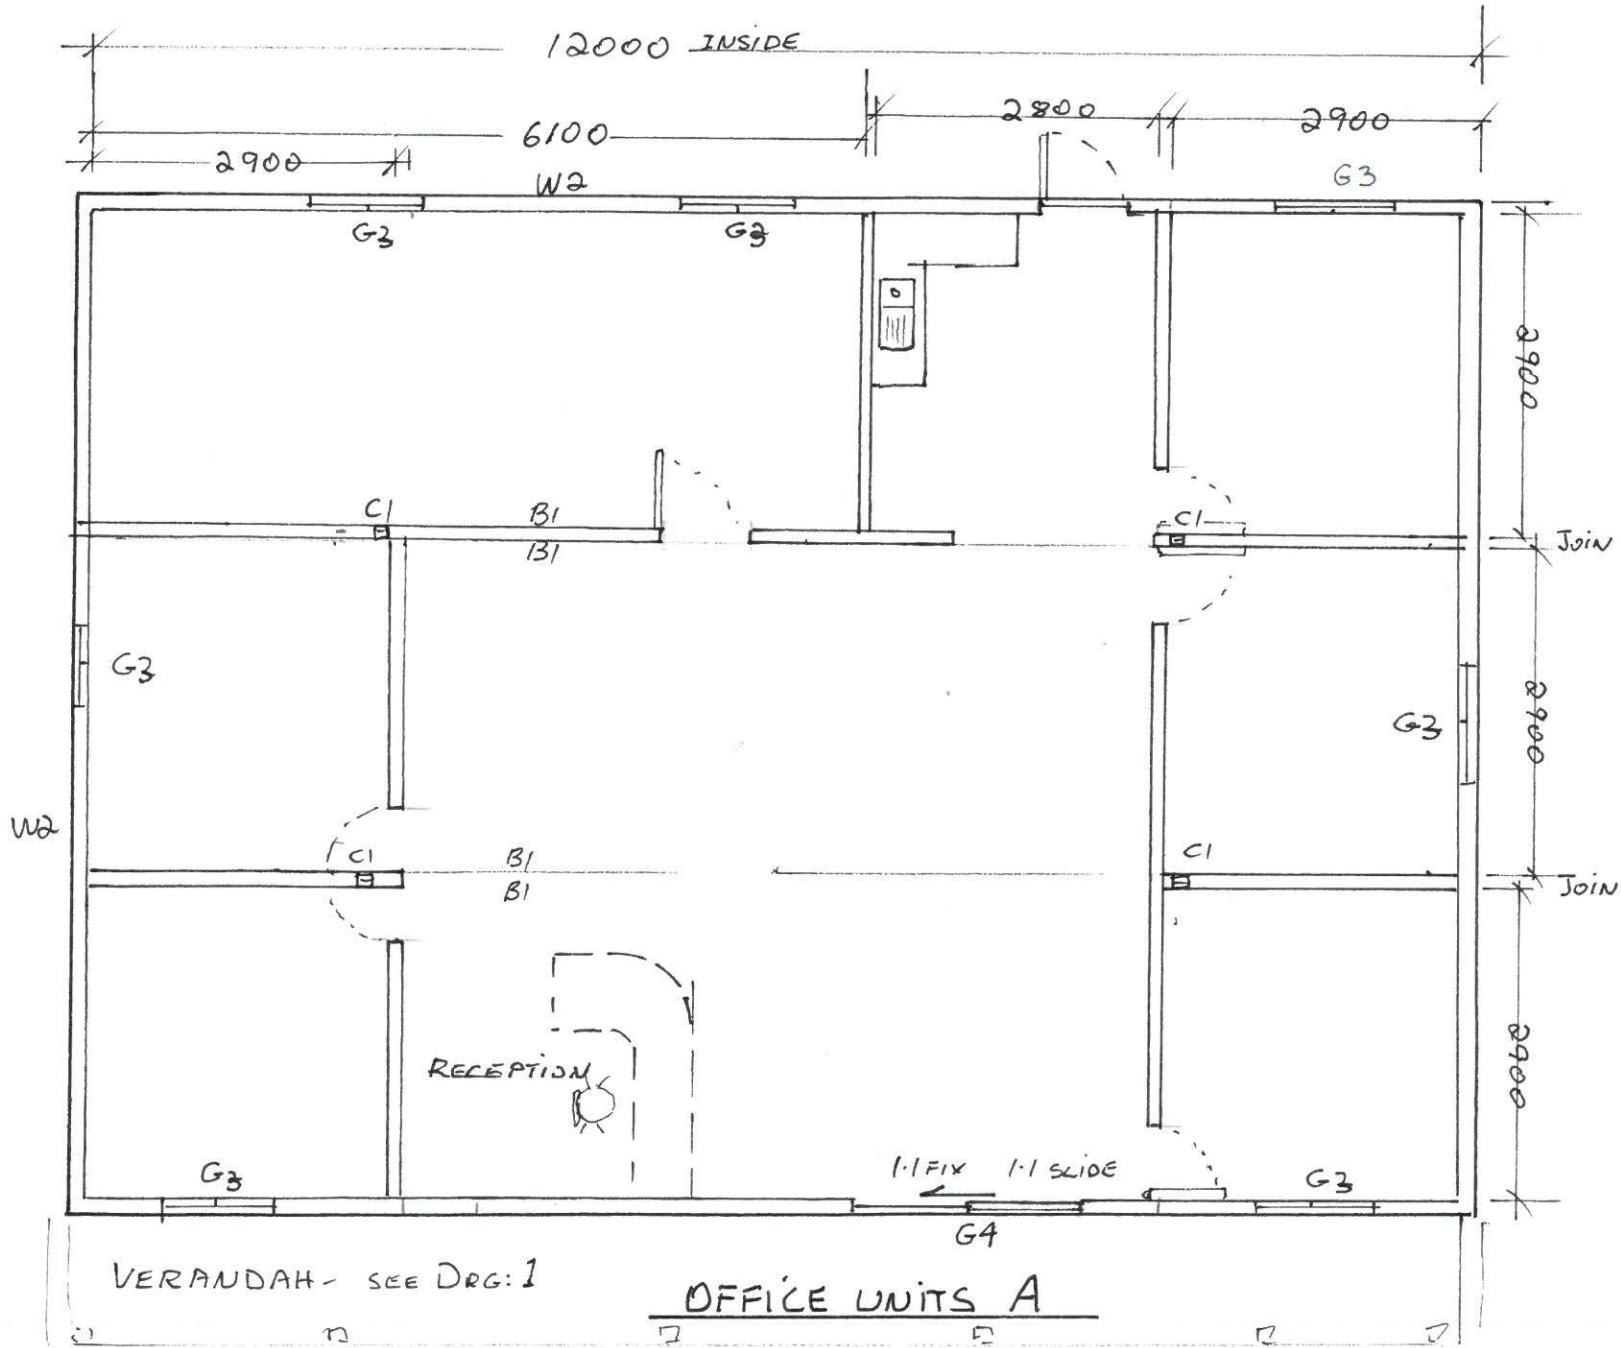 12000 INSIDE
2800
2900
6100
2900
W2
G3
G3
G3
2900
C1
B1
B1
C1
JOIN
G3
G3
2900
W2
C1
B1
B1
C1
JOIN
RECEPTION
2900
G3
1.1 FIX 1.1 SLIDE
G3
G4
VERANDAH - SEE DRG: 1
OFFICE UNITS A